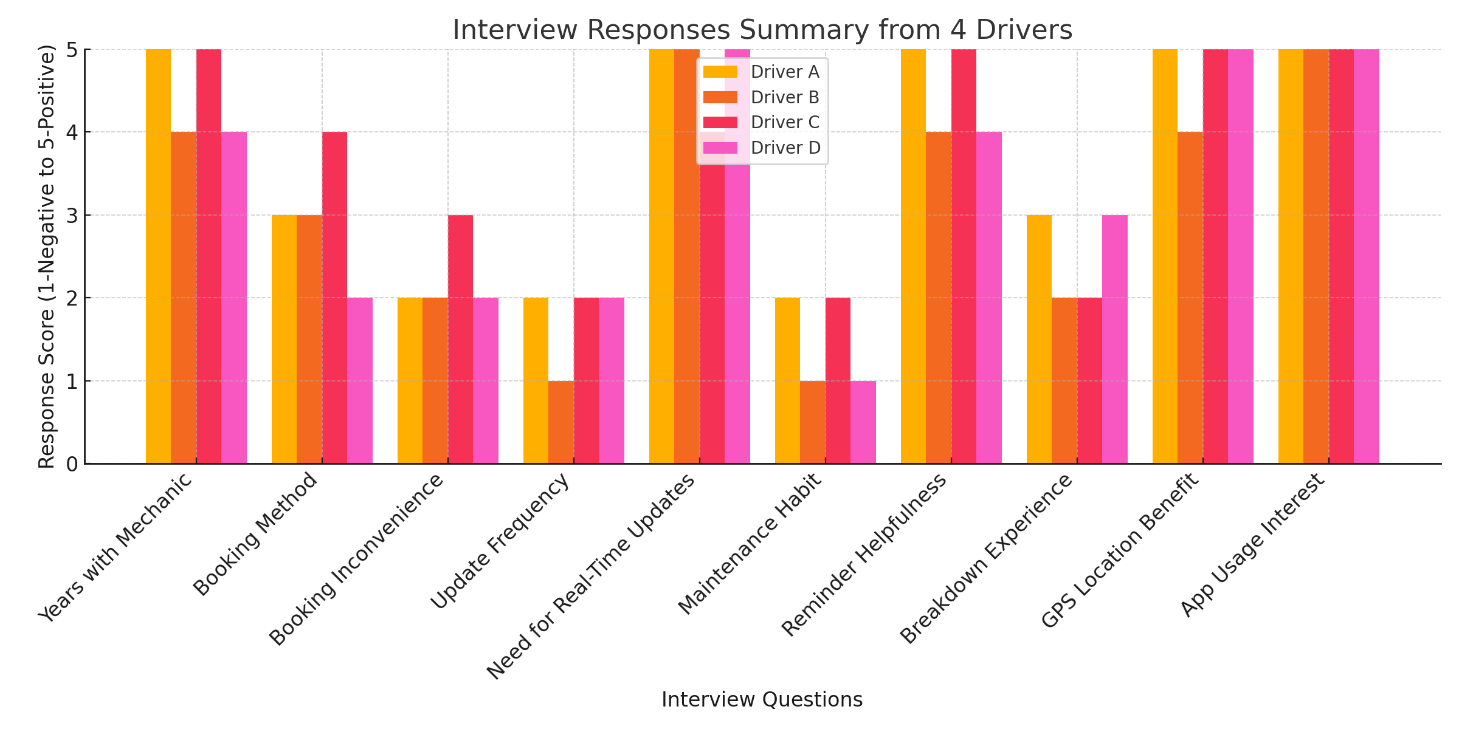 Interview Responses Summary from 4 Drivers
Response Score (1-Negative to 5-Positive)
5
4
3
2
1
0
Driver A
Driver B
Driver C
Driver D
Years with Mechanic
Booking Method
Booking Inconvenience
Update Frequency
Need for Real-Time Updates
Maintenance Habit
Reminder Helpfulness
Breakdown Experience
GPS Location Benefit
App Usage Interest
Interview Questions